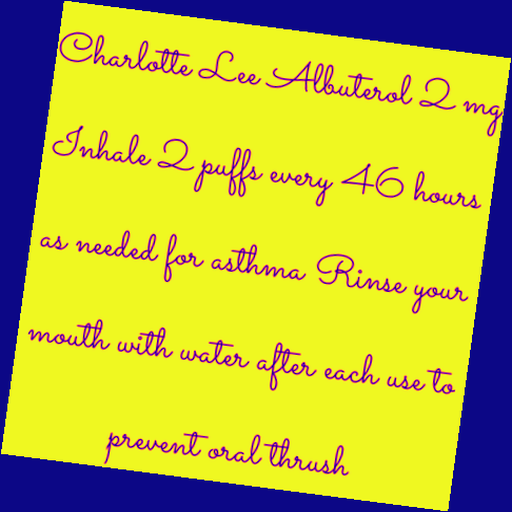 Charlotte Lee Albuterol 2 mg
Inhale 2 puffs every 46 hours
as needed for asthma Rinse your
mouth with water after each use to
prevent oral thrush